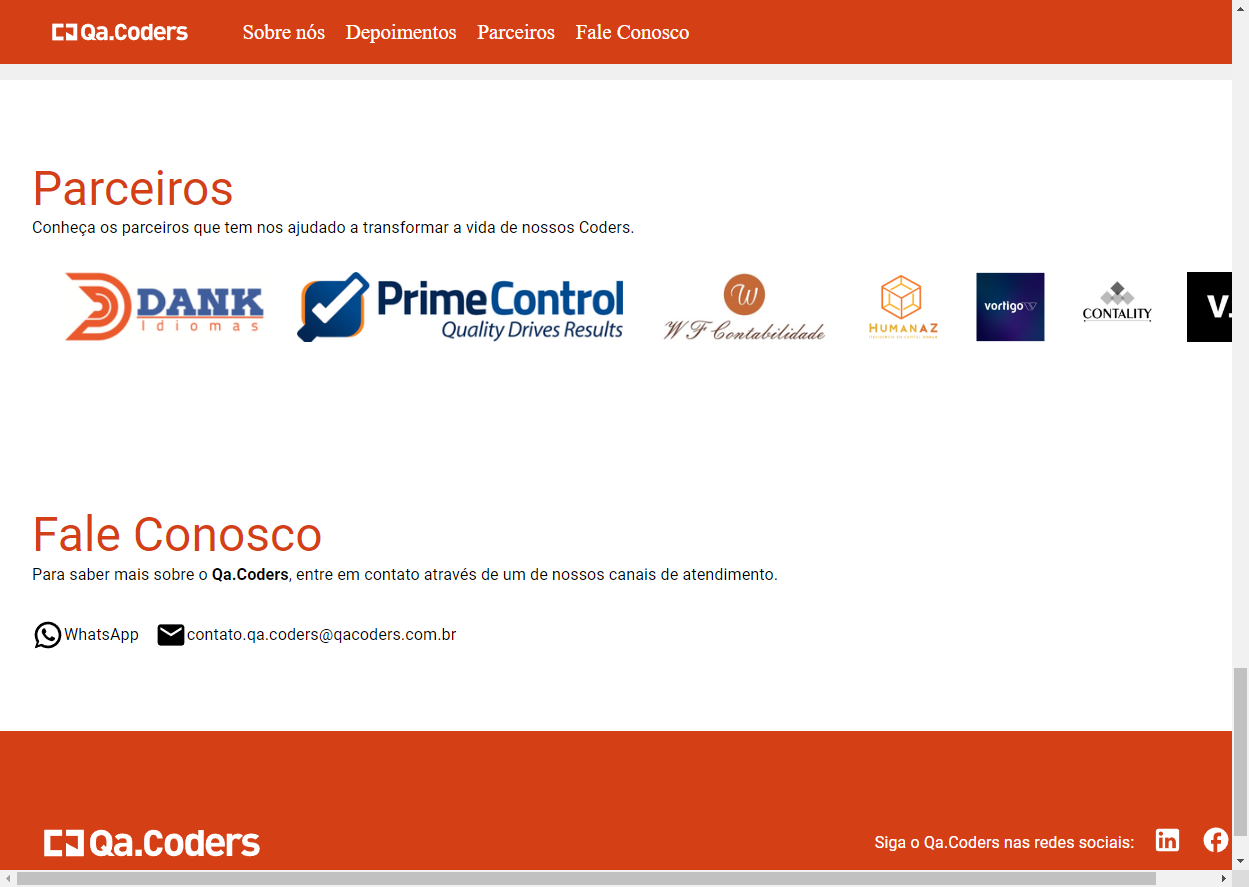 Qa.Coders Sobre nós Depoimentos Parceiros Fale Conosco
Parceiros
Conheça os parceiros que tem nos ajudado a transformar a vida de nossos Coders.
DANK
Idiomas
PrimeControl
Quality Drives Results
W
WF Contabilidade
HUMANAZ
vortigo
CONTALITY
V.
Fale Conosco
Para saber mais sobre o Qa.Coders, entre em contato através de um de nossos canais de atendimento.
WhatsApp contato.qa.coders@qacoders.com.br
Qa.Coders
Siga o Qa.Coders nas redes sociais: